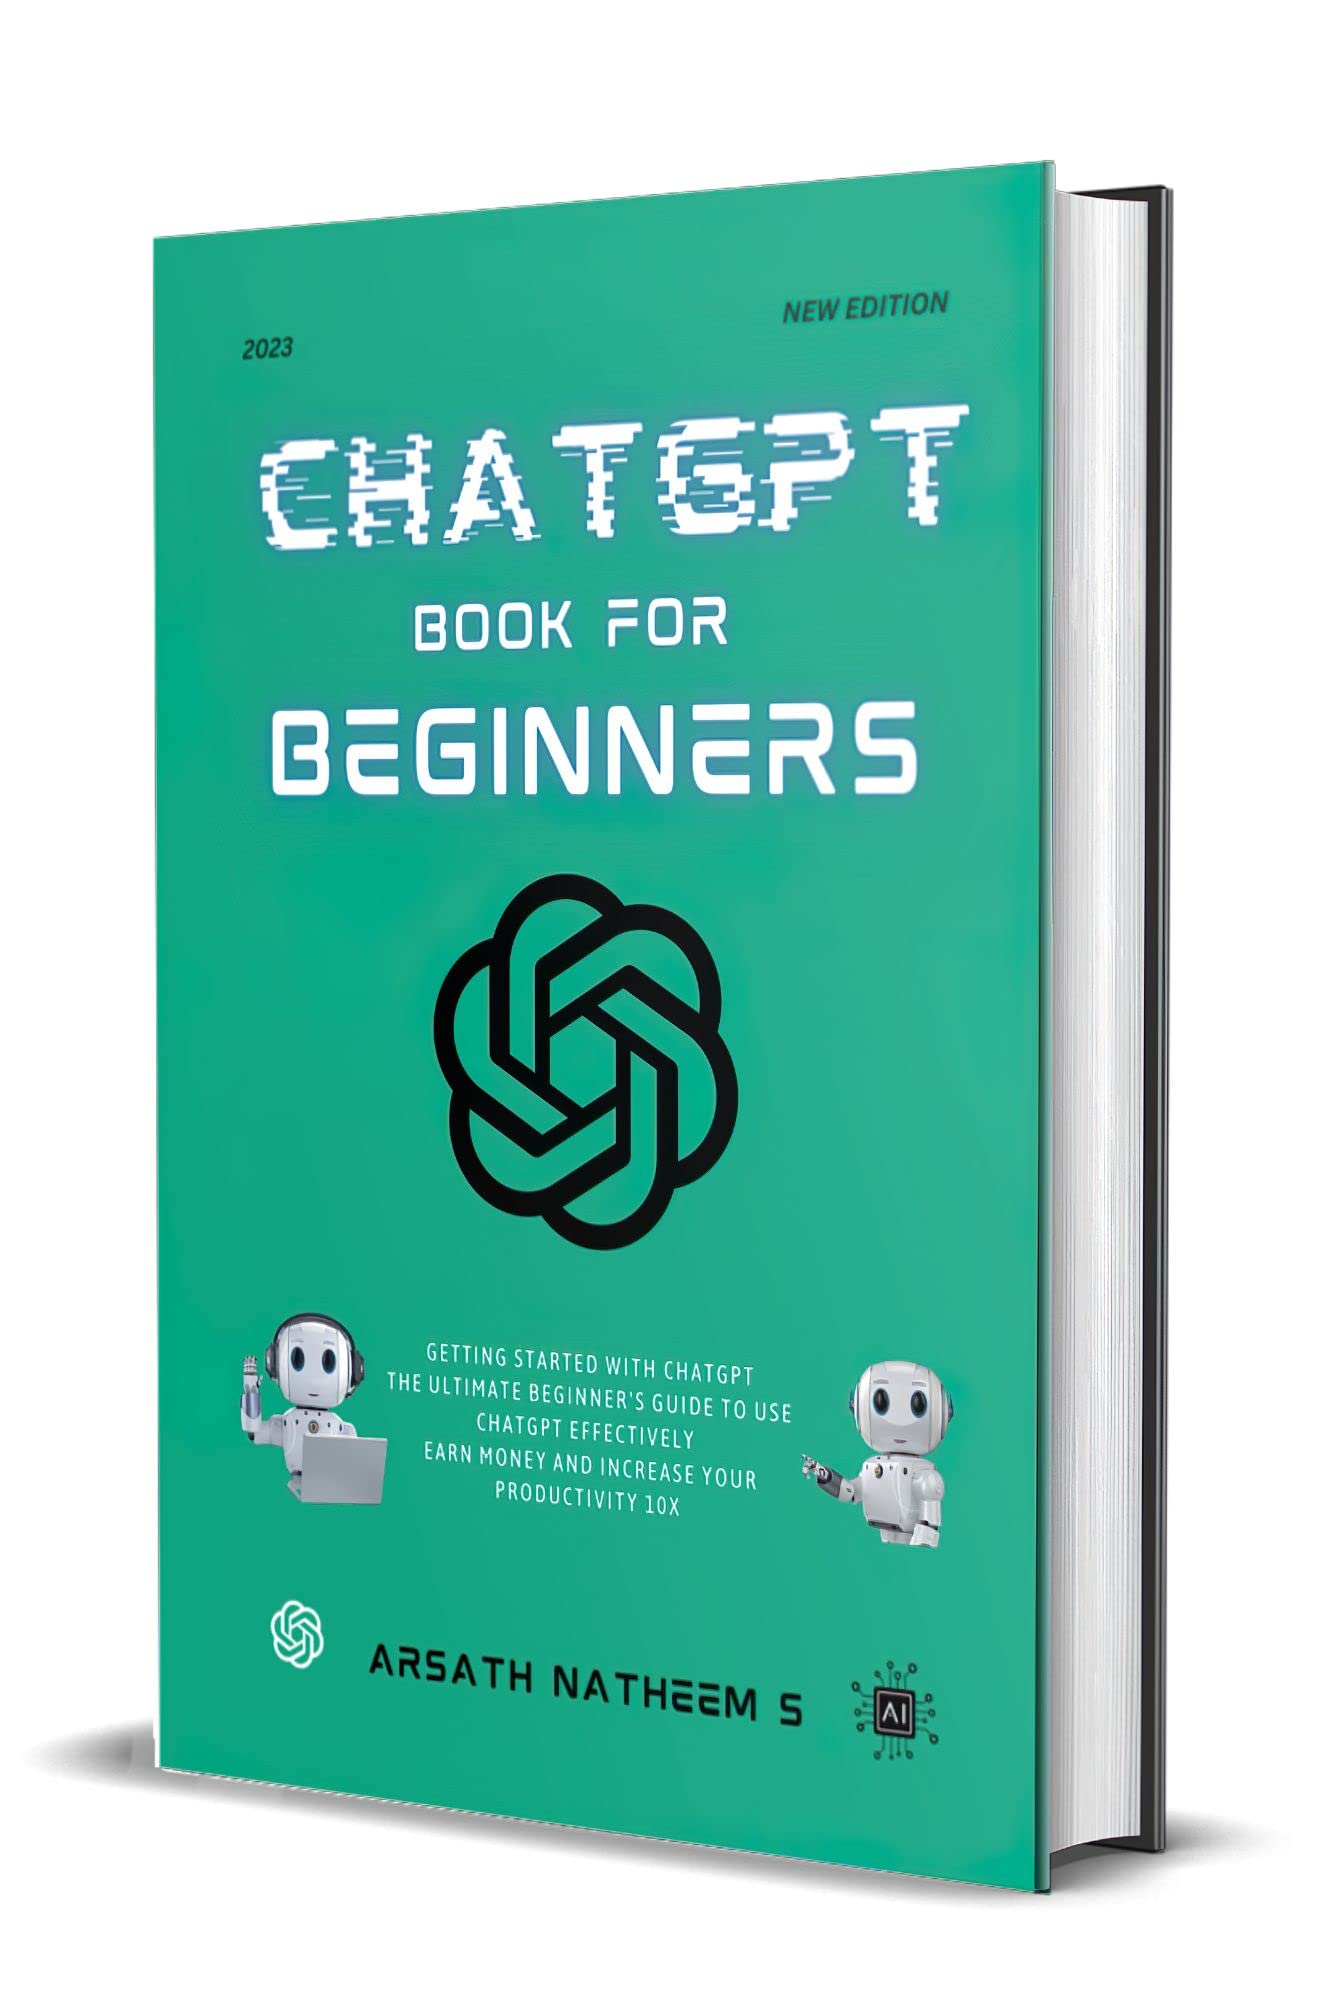 2023
NEW EDITION
CHATGPT
BOOK FOR
BEGINNERS
GETTING STARTED WITH CHATGPT
THE ULTIMATE BEGINNER'S GUIDE TO USE
CHATGPT EFFECTIVELY
EARN MONEY AND INCREASE YOUR
PRODUCTIVITY 10X
ARSATH NATHEEM S
AI